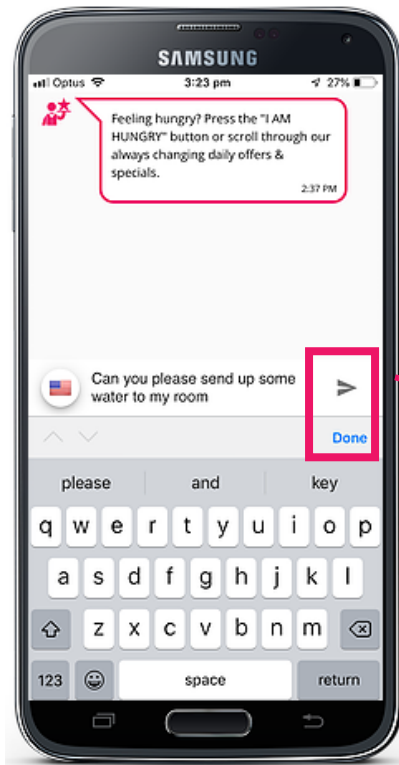 SAMSUNG
Optus 3:23 pm 27%
Feeling hungry? Press the "I AM
HUNGRY" button or scroll through our
always changing daily offers &
specials.
2:37 PM
Can you please send up some
water to my room
Done
please and key
q w e r t y u i o p
a s d f g h j k l
z x c v b n m
123 space return